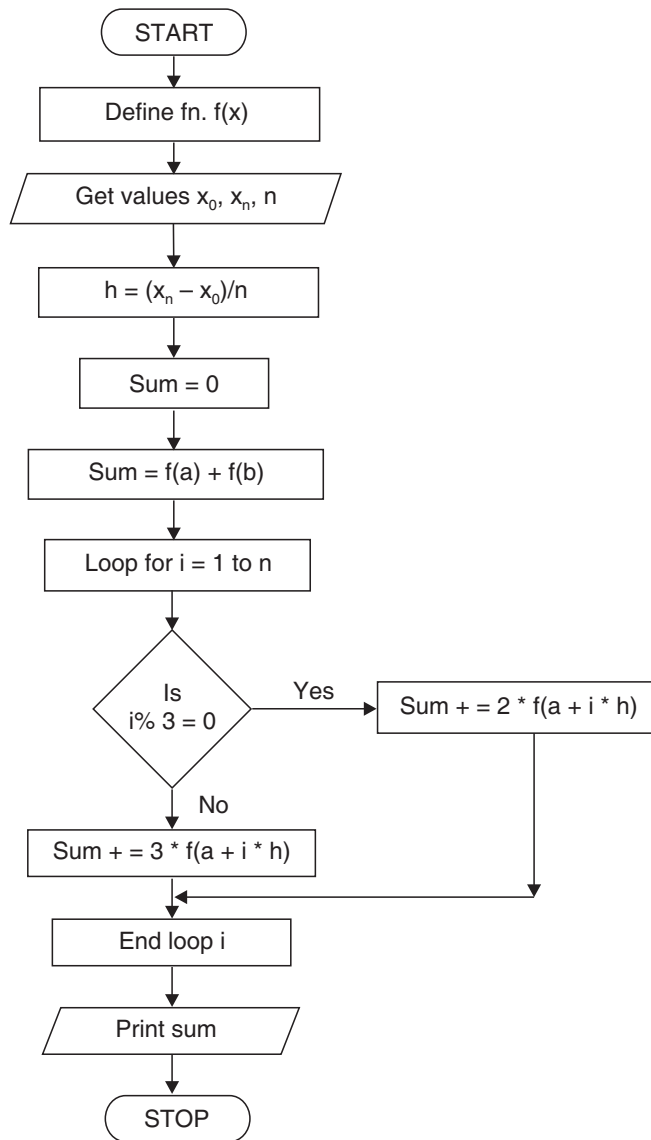 START
Define fn. f(x)
Get values x₀, xₙ, n
h = (xₙ – x₀)/n
Sum = 0
Sum = f(a) + f(b)
Loop for i = 1 to n
Is
i% 3 = 0
Yes
Sum + = 2 * f(a + i * h)
No
Sum + = 3 * f(a + i * h)
End loop i
Print sum
STOP